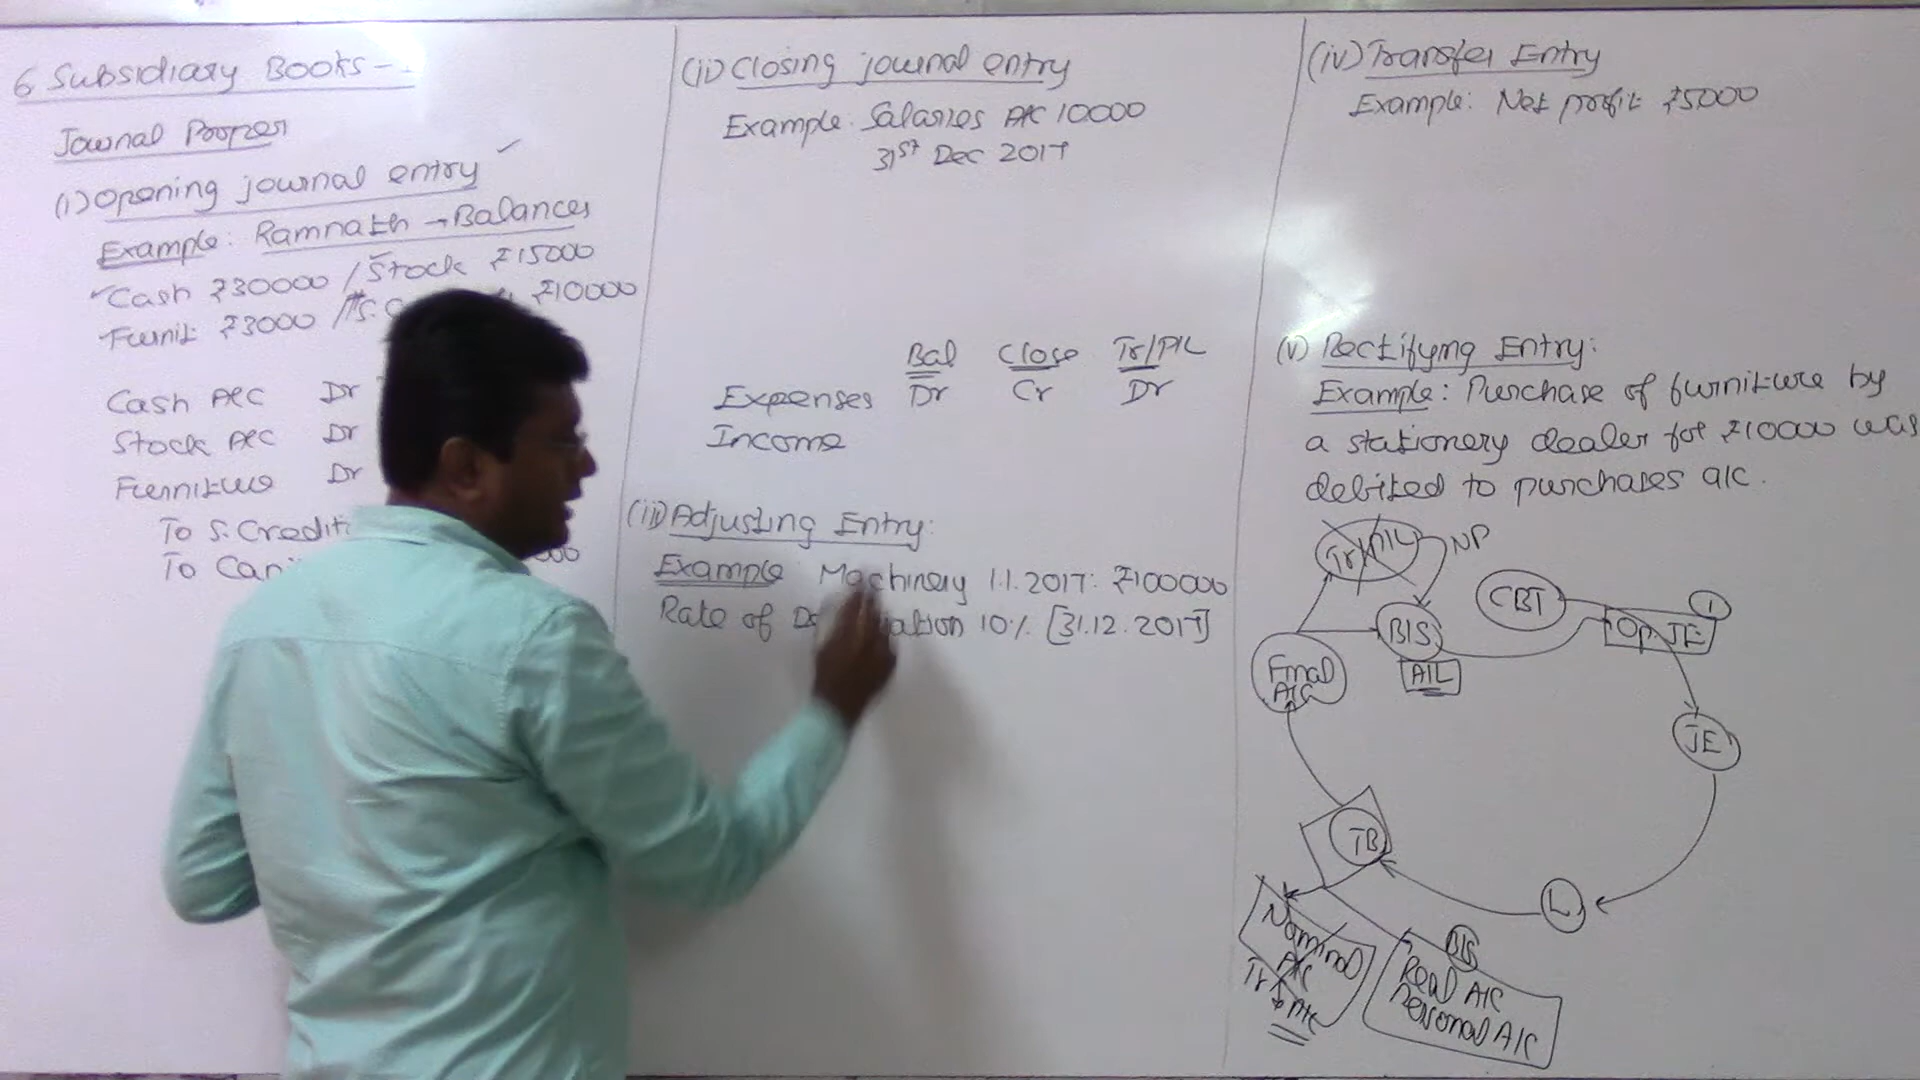 6 Subsidiary Books -
Journal Proper
(i) Opening journal entry
Example: Ramnath → Balances
Cash ₹30000 / Stock ₹15000
Furnit: ₹3000 / S. ₹10000
Cash A/C Dr
Stock A/C Dr
Furniture Dr
To S. Credit
To Capi
(ii) Closing journal entry
Example: Salaries A/C 10000
31st Dec 2017
Bal Close Tr/P/L
Expenses Dr Cr Dr
Income
(iii) Adjusting Entry:
Example: Machinery 1.1.2017: ₹100000
Rate of 10% [31.12.2017]
(iv) Transfer Entry
Example: Net profit ₹5000
(v) Rectifying Entry:
Example: Purchase of furniture by
a stationery dealer for ₹10000 was
debited to purchases a/c.
Tr/P/L NP
CBT
1
B/S
Op. JE
Final
A/C
A/L
JE
TB
L
Nominal
A/C
Tr & A/C
B/S
Real A/C
Personal A/C